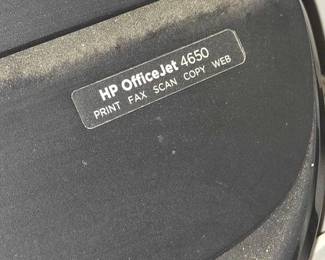 HP OfficeJet 4650
PRINT FAX SCAN COPY WEB